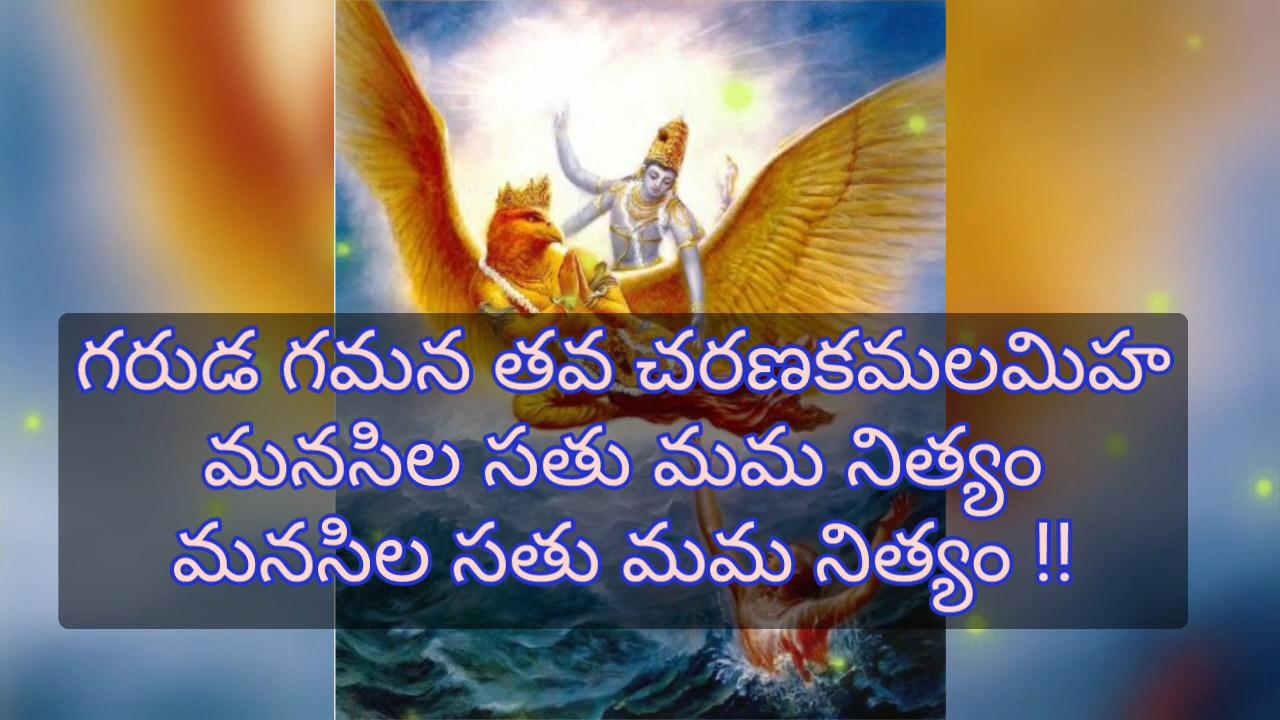 గరుడ గమన తవ చరణకమలమిహ
మనసిల సతు మమ నిత్యం
మనసిల సతు మమ నిత్యం !!